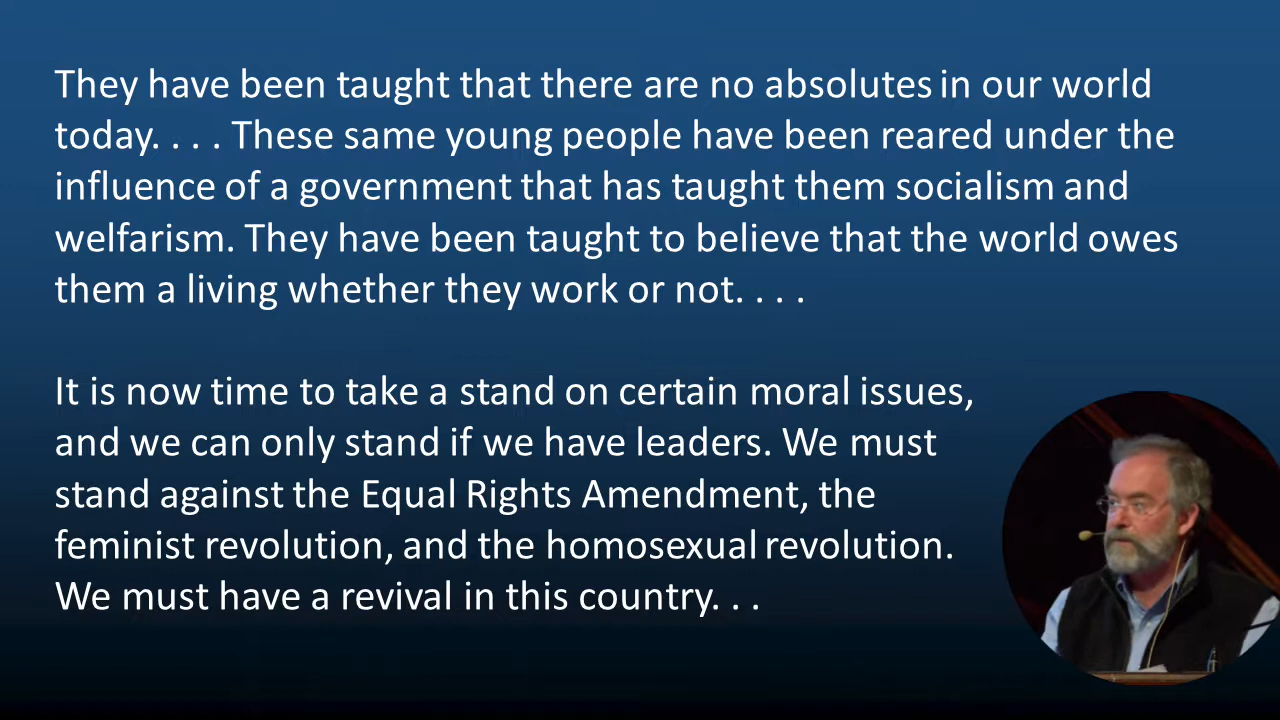 They have been taught that there are no absolutes in our world
today. . . . These same young people have been reared under the
influence of a government that has taught them socialism and
welfarism. They have been taught to believe that the world owes
them a living whether they work or not. . . .
It is now time to take a stand on certain moral issues,
and we can only stand if we have leaders. We must
stand against the Equal Rights Amendment, the
feminist revolution, and the homosexual revolution.
We must have a revival in this country. . .